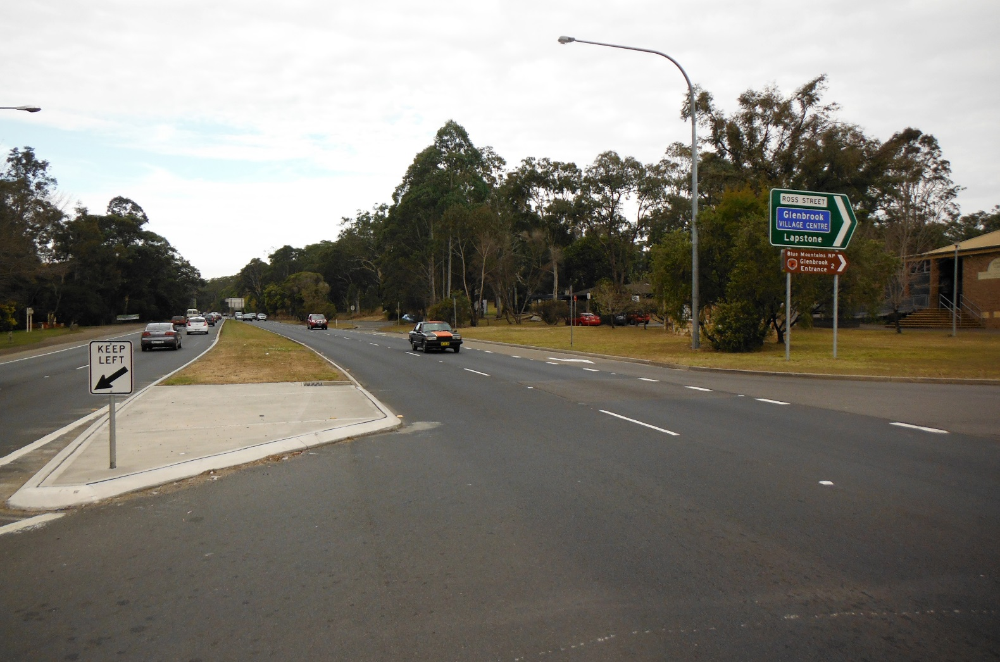 KEEP
LEFT
ROSS STREET
Glenbrook
VILLAGE CENTRE
Lapstone
Blue Mountains NP
Glenbrook
Entrance 2